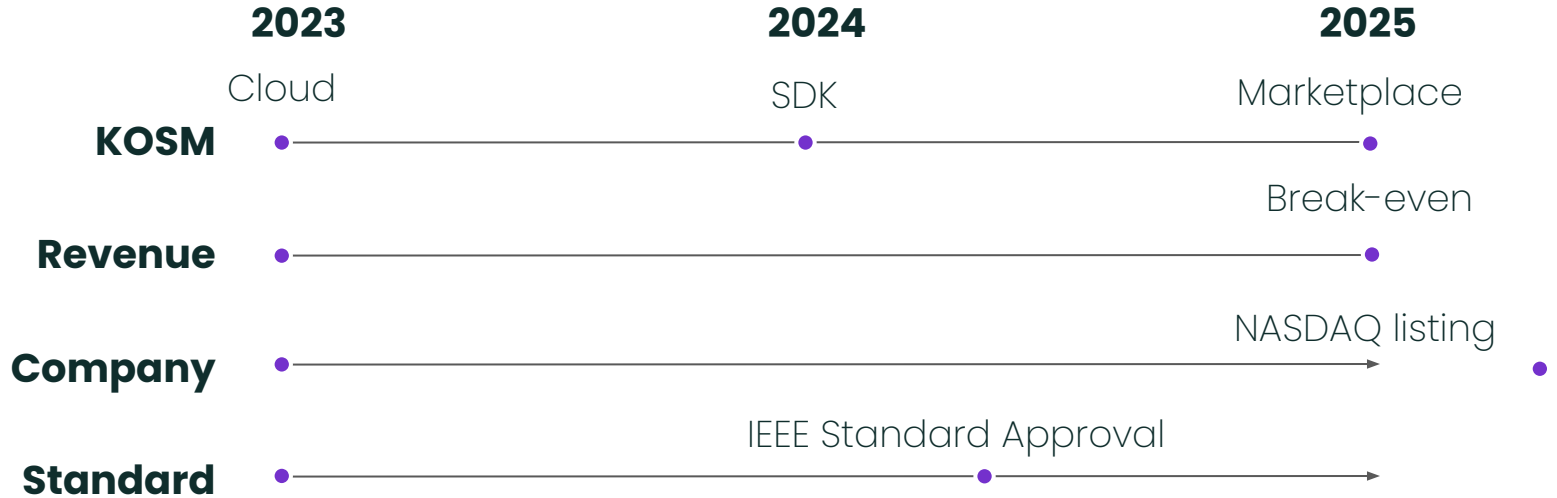 2023 2024 2025
Cloud SDK Marketplace
KOSM
Break-even
Revenue
NASDAQ listing
Company
IEEE Standard Approval
Standard